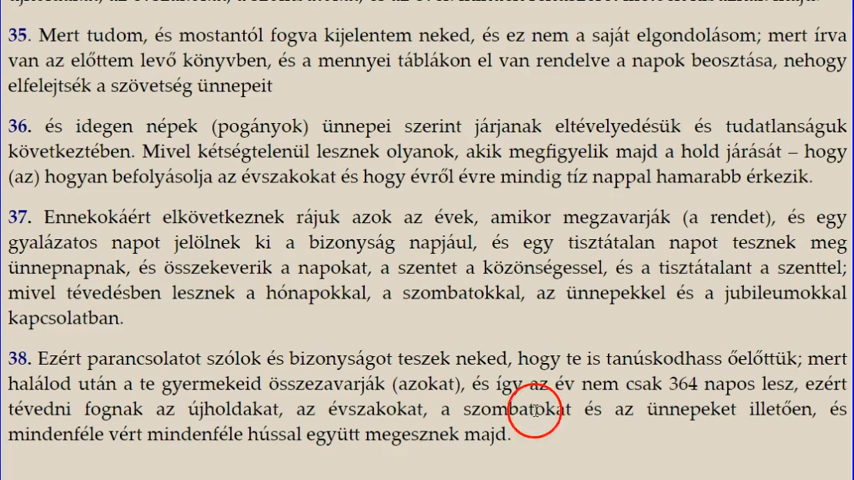 35. Mert tudom, és mostantól fogva kijelentem neked, és ez nem a saját elgondolásom; mert írva
van az előttem levő könyvben, és a mennyei táblákon el van rendelve a napok beosztása, nehogy
elfelejtsék a szövetség ünnepeit
36. és idegen népek (pogányok) ünnepei szerint járjanak eltévelyedésük és tudatlanságuk
következtében. Mivel kétségtelenül lesznek olyanok, akik megfigyelik majd a hold járását – hogy
(az) hogyan befolyásolja az évszakokat és hogy évről évre mindig tíz nappal hamarabb érkezik.
37. Ennekokáért elkövetkeznek rájuk azok az évek, amikor megzavarják (a rendet), és egy
gyalázatos napot jelölnek ki a bizonyság napjául, és egy tisztátalan napot tesznek meg
ünnepnapnak, és összekeverik a napokat, a szentet a közönségessel, és a tisztátalant a szenttel;
mivel tévedésben lesznek a hónapokkal, a szombatokkal, az ünnepekkel és a jubileumokkal
kapcsolatban.
38. Ezért parancsolatot szólok és bizonyságot teszek neked, hogy te is tanúskodhass őelőttük; mert
halálod után a te gyermekeid összezavarják (azokat), és így az év nem csak 364 napos lesz, ezért
tévedni fognak az újholdakat, az évszakokat, a szombatokat és az ünnepeket illetően, és
mindenféle vért mindenféle hússal együtt megesznek majd.